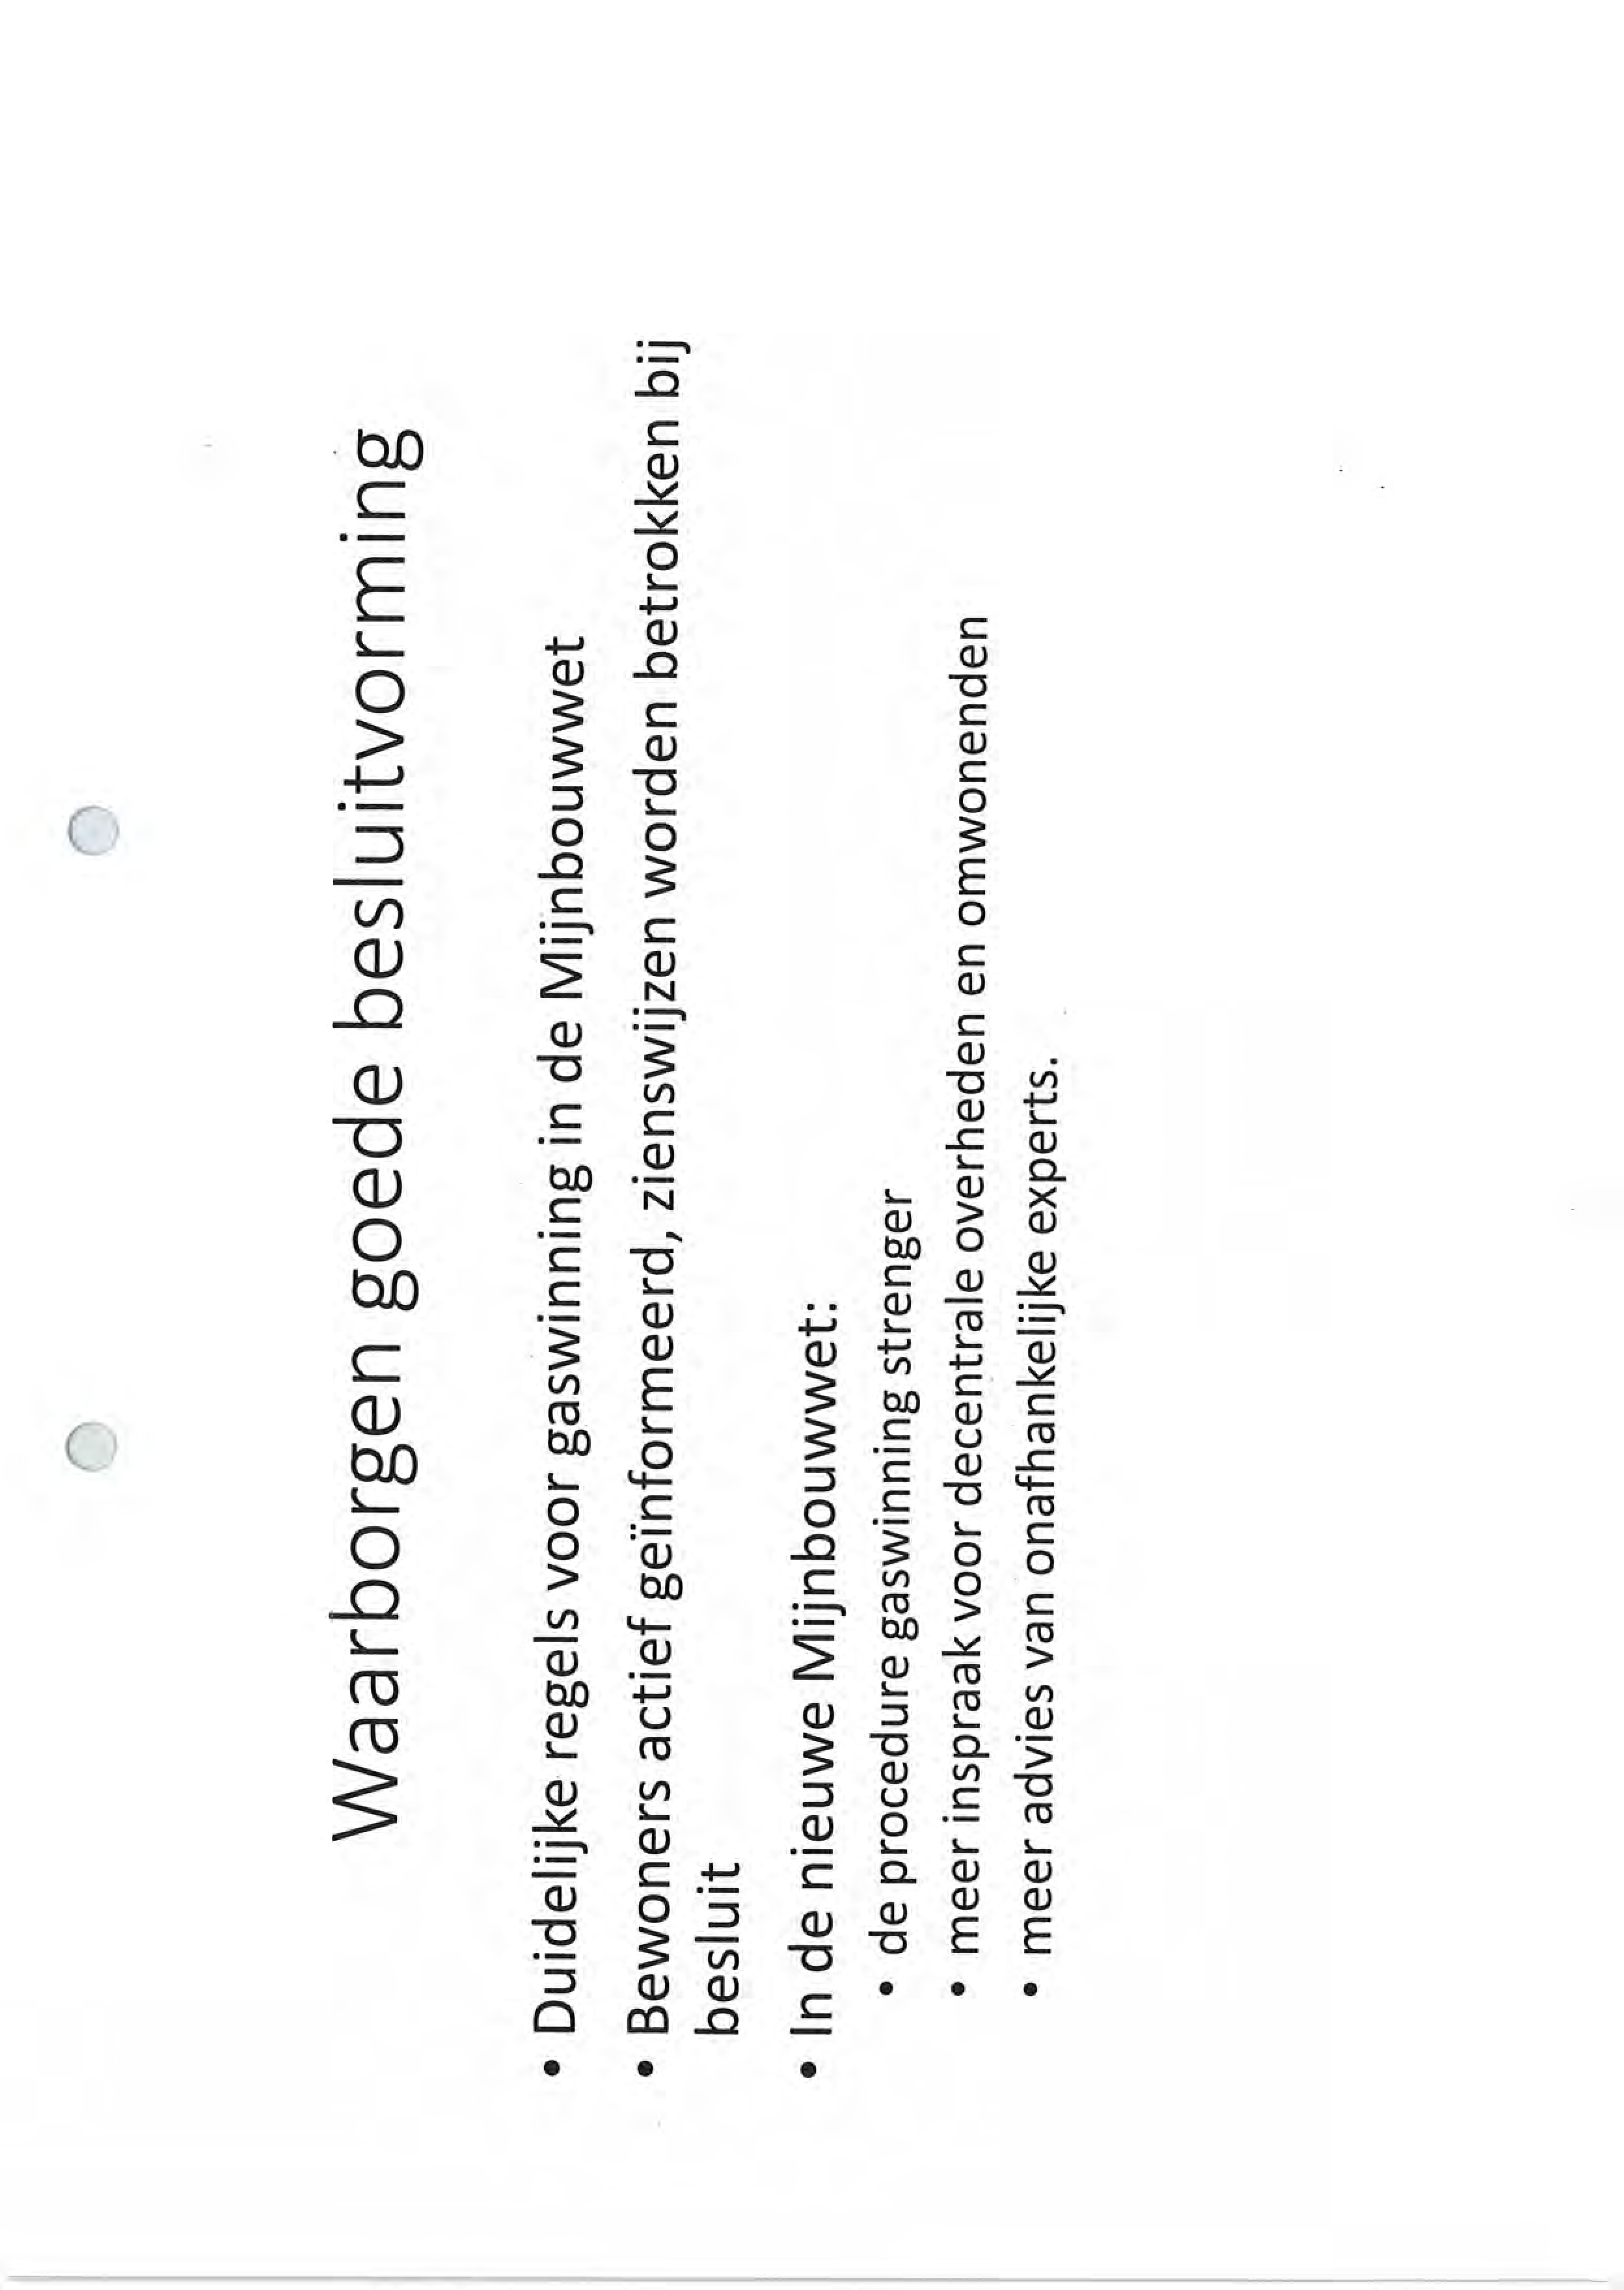 Waarborgen goede besluitvorming
• Duidelijke regels voor gaswinning in de Mijnbouwwet
• Bewoners actief geïnformeerd, zienswijzen worden betrokken bij
besluit
• In de nieuwe Mijnbouwwet:
• de procedure gaswinning strenger
• meer inspraak voor decentrale overheden en omwonenden
• meer advies van onafhankelijke experts.